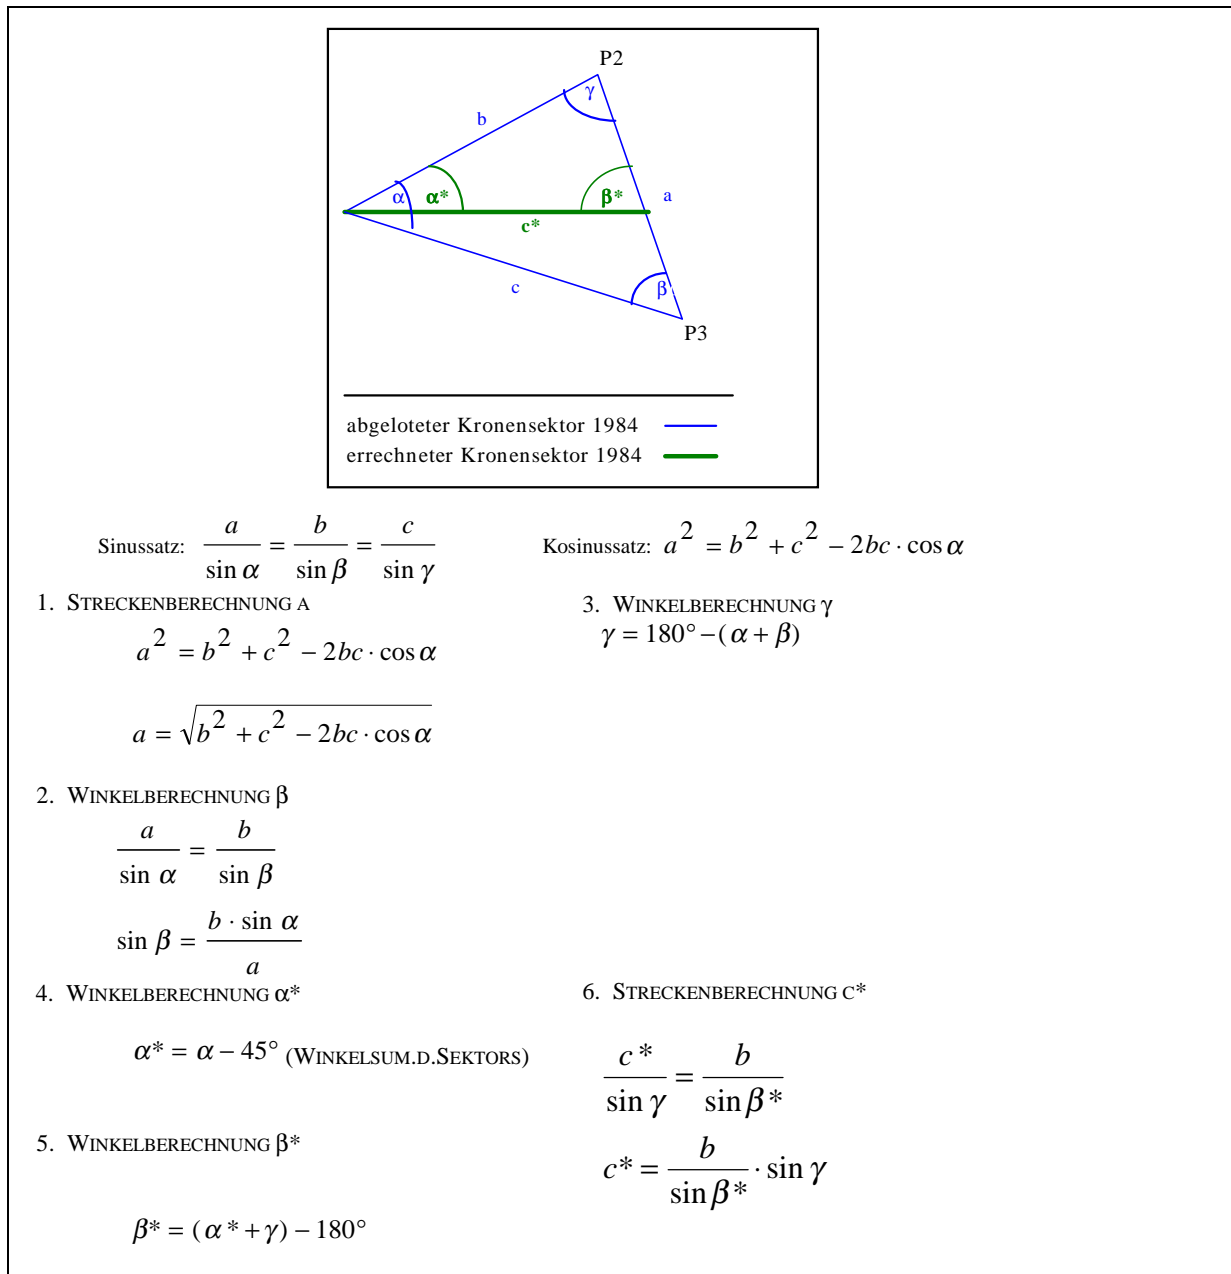 P2
γ
b
α
α*
β*
a
c*
c
β
P3
abgeloteter Kronensektor 1984
errechneter Kronensektor 1984
Sinussatz: a / sin α = b / sin β = c / sin γ
Kosinussatz: a² = b² + c² − 2bc · cos α
1. STRECKENBERECHNUNG A
a² = b² + c² − 2bc · cos α
a = √(b² + c² − 2bc · cos α)
3. WINKELBERECHNUNG γ
γ = 180° −(α + β)
2. WINKELBERECHNUNG β
a / sin α = b / sin β
sin β = b · sin α / a
4. WINKELBERECHNUNG α*
α* = α − 45° (WINKELSUM.D.SEKTORS)
5. WINKELBERECHNUNG β*
β* = (α* + γ) − 180°
6. STRECKENBERECHNUNG C*
c* / sin γ = b / sin β*
c* = b / sin β* · sin γ